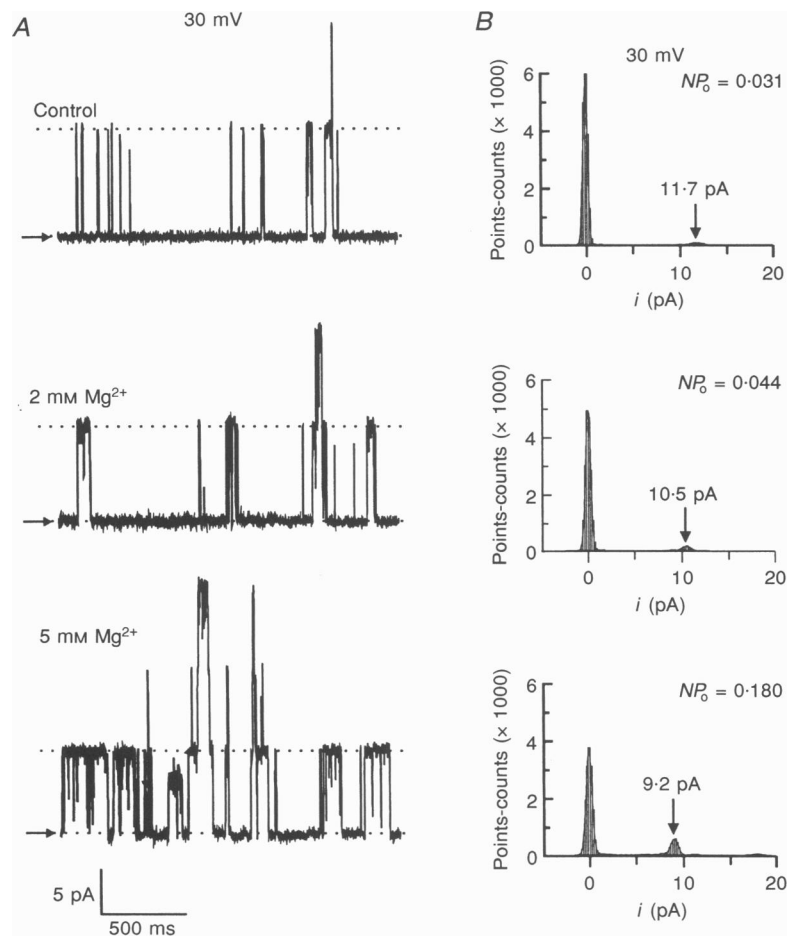 A
30 mV
Control
2 mM Mg²⁺
5 mM Mg²⁺
5 pA
500 ms
B
30 mV
NPₒ = 0·031
Points-counts (× 1000)
6
4
2
0
11·7 pA
0
10
20
i (pA)
NPₒ = 0·044
Points-counts (× 1000)
6
4
2
0
10·5 pA
0
10
20
i (pA)
NPₒ = 0·180
Points-counts (× 1000)
6
4
2
0
9·2 pA
0
10
20
i (pA)